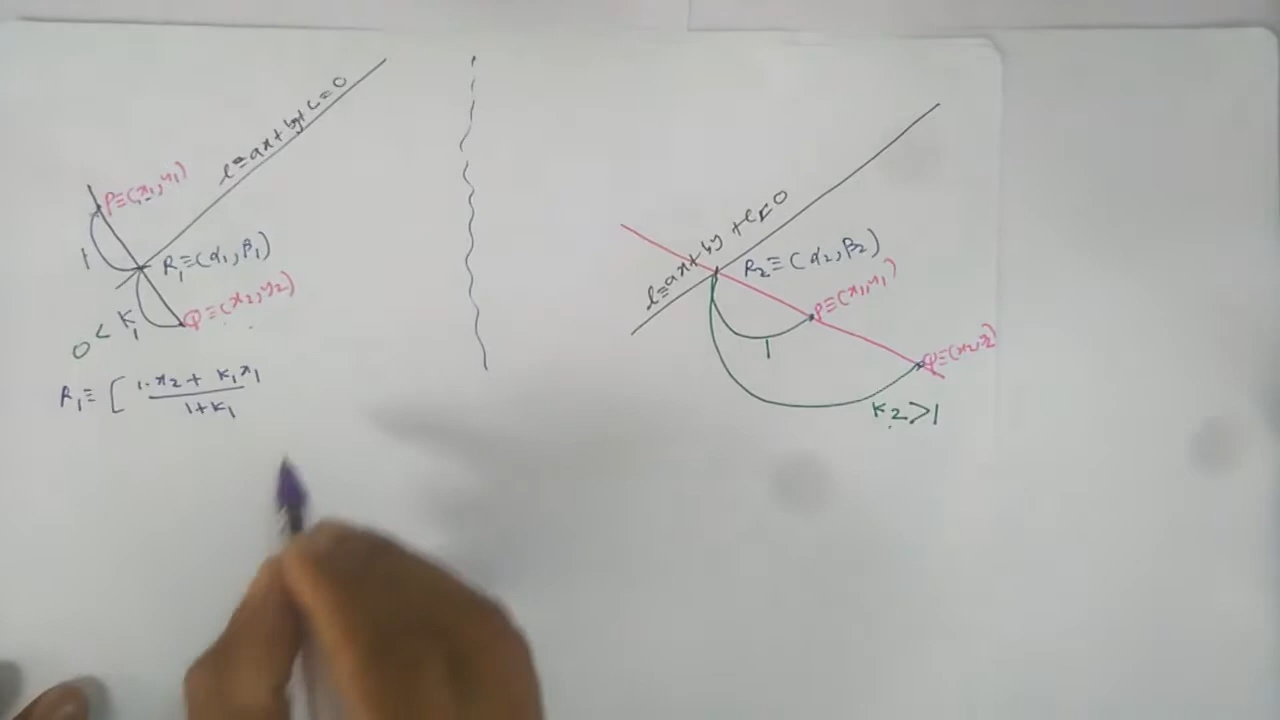 l≡ax+by+c=0
P≡(x₁,y₁)
1
R₁≡(α₁,β₁)
Q≡(x₂,y₂)
0 < k₁
R₁≡[ (1·x₂ + k₁x₁)/(1+k₁)
l≡ax+by+c=0
R₂≡(α₂,β₂)
P≡(x₁,y₁)
1
Q≡(x₂,y₂)
k₂>1